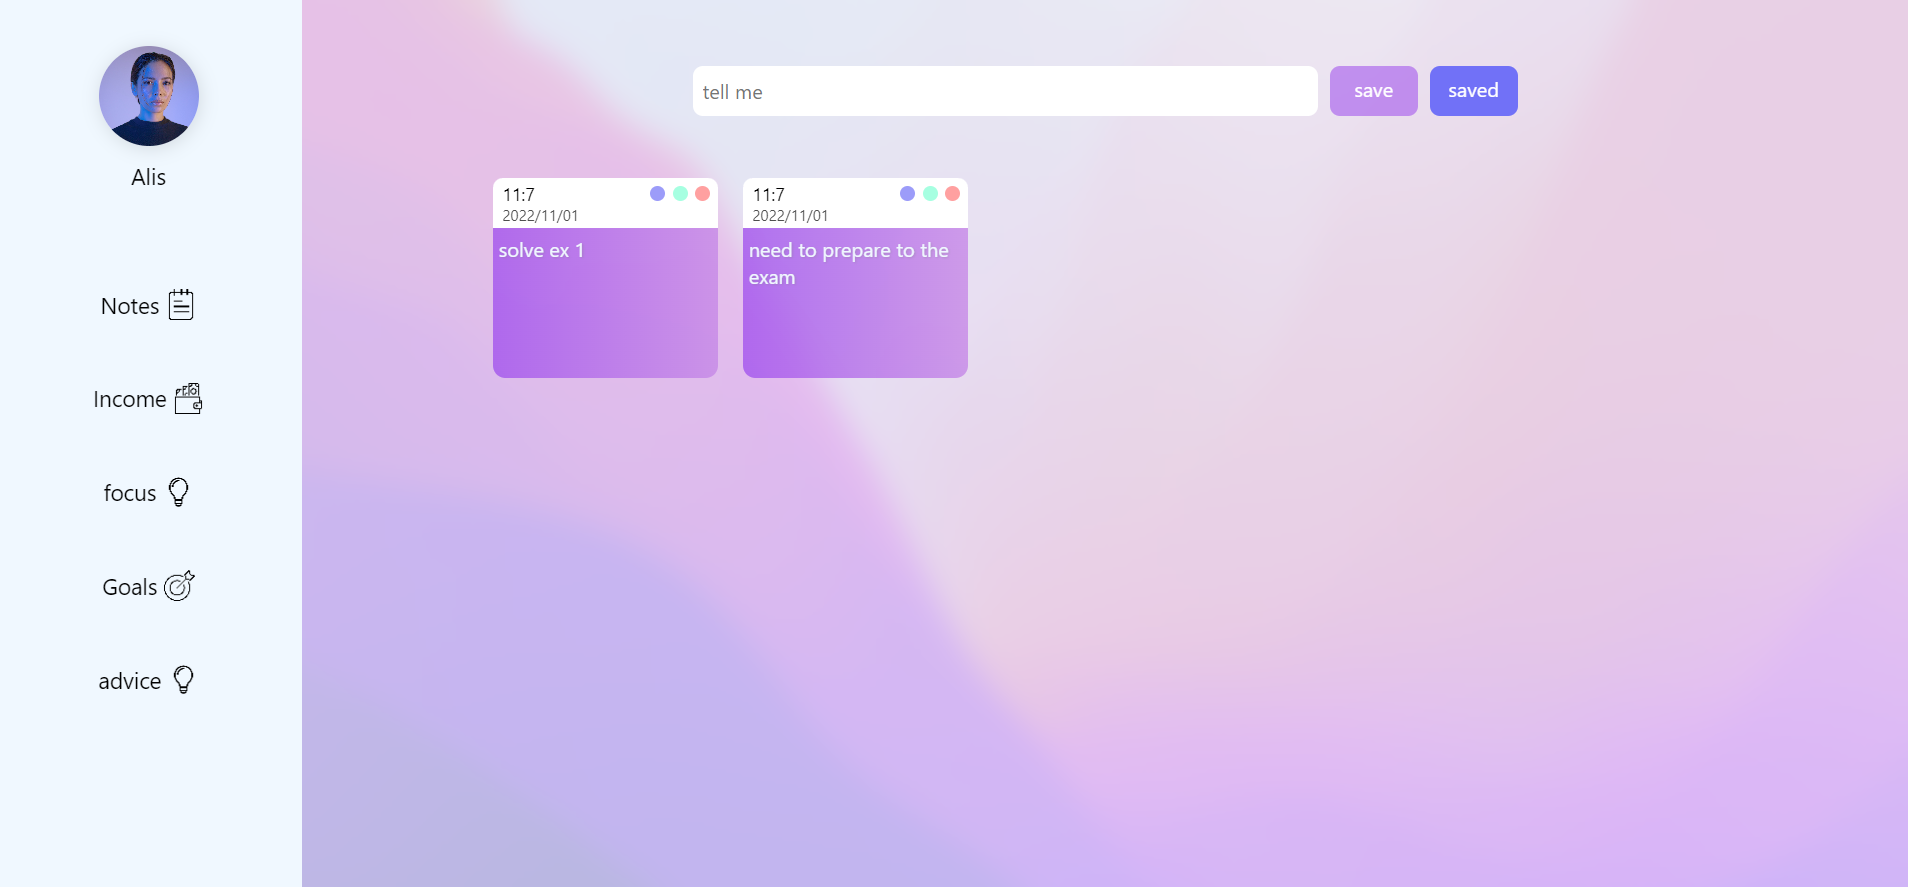 Alis
Notes
Income
focus
Goals
advice
tell me
save
saved
11:7
2022/11/01
solve ex 1
11:7
2022/11/01
need to prepare to the
exam